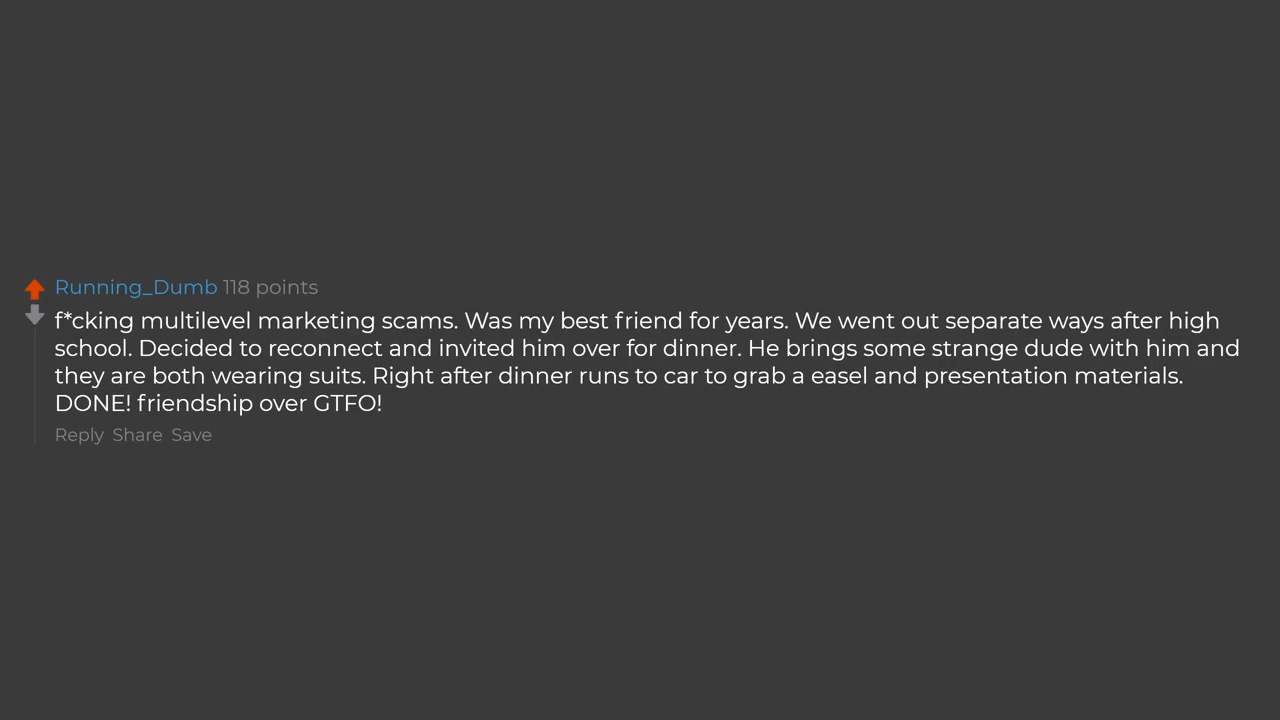 Running_Dumb 118 points
f*cking multilevel marketing scams. Was my best friend for years. We went out separate ways after high
school. Decided to reconnect and invited him over for dinner. He brings some strange dude with him and
they are both wearing suits. Right after dinner runs to car to grab a easel and presentation materials.
DONE! friendship over GTFO!
Reply Share Save